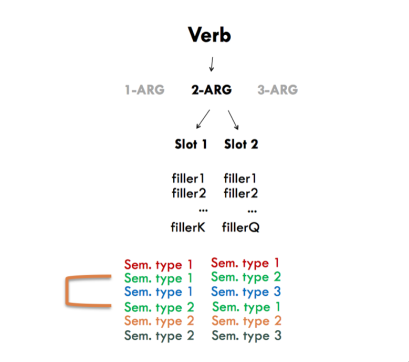 Verb
1-ARG 2-ARG 3-ARG
Slot 1 Slot 2
filler1 filler1
filler2 filler2
... ...
fillerK fillerQ
Sem. type 1 Sem. type 1
Sem. type 1 Sem. type 2
Sem. type 1 Sem. type 3
Sem. type 2 Sem. type 1
Sem. type 2 Sem. type 2
Sem. type 2 Sem. type 3